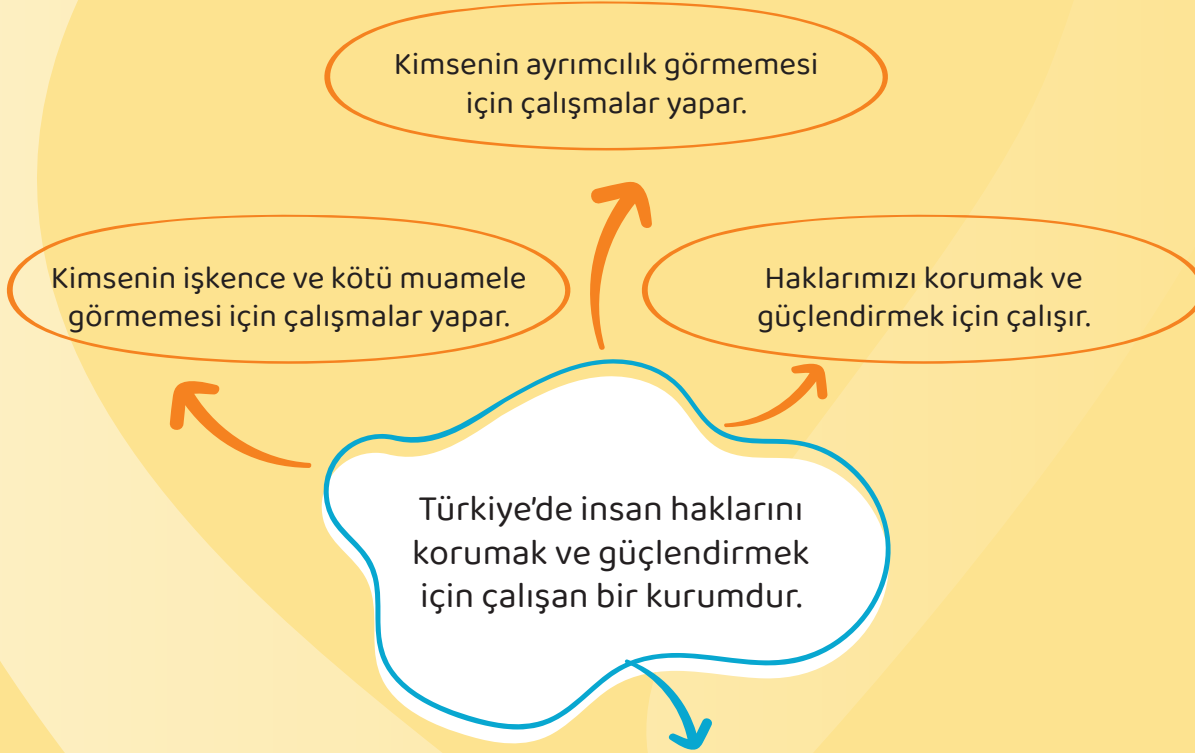 Kimsenin ayrımcılık görmemesi
için çalışmalar yapar.
Kimsenin işkence ve kötü muamele
görmemesi için çalışmalar yapar.
Haklarımızı korumak ve
güçlendirmek için çalışır.
Türkiye'de insan haklarını
korumak ve güçlendirmek
için çalışan bir kurumdur.